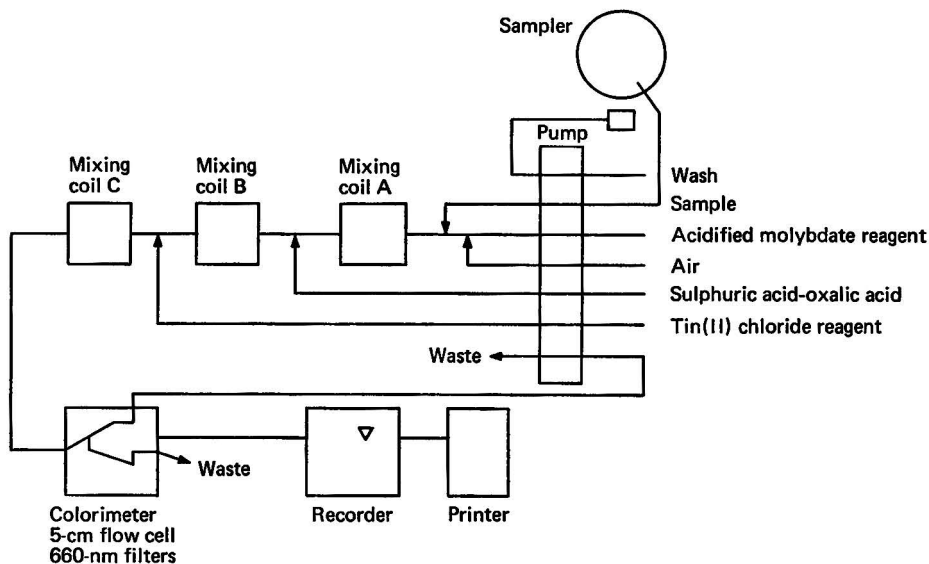 Sampler
Pump
Mixing
coil C
Mixing
coil B
Mixing
coil A
Wash
Sample
Acidified molybdate reagent
Air
Sulphuric acid-oxalic acid
Tin(II) chloride reagent
Waste
Waste
Colorimeter
5-cm flow cell
660-nm filters
Recorder
Printer